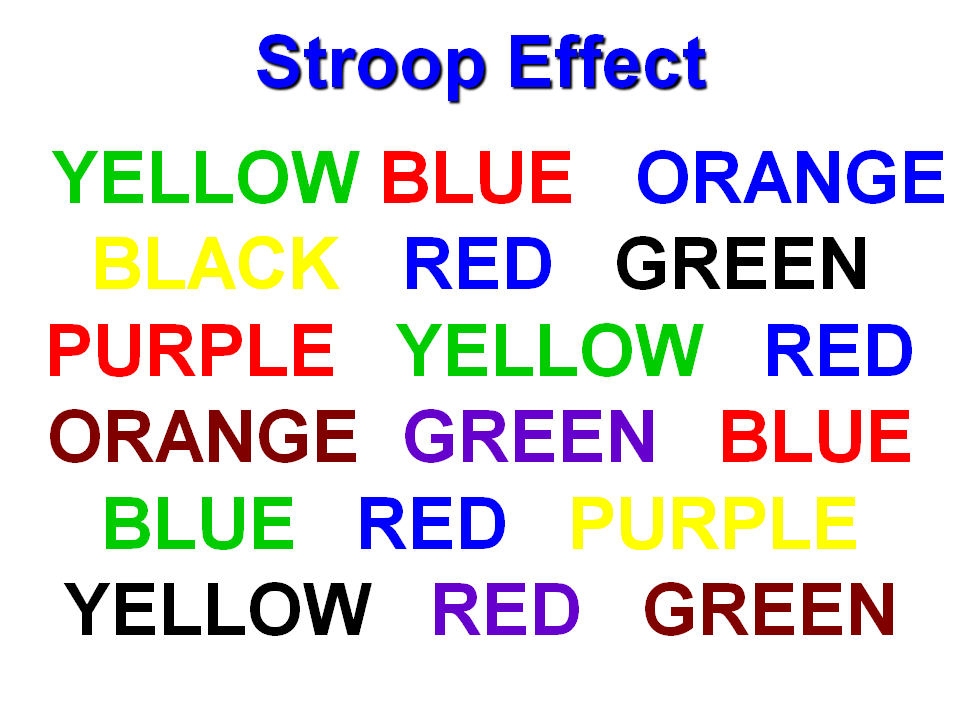 Stroop Effect
YELLOW BLUE ORANGE
BLACK RED GREEN
PURPLE YELLOW RED
ORANGE GREEN BLUE
BLUE RED PURPLE
YELLOW RED GREEN